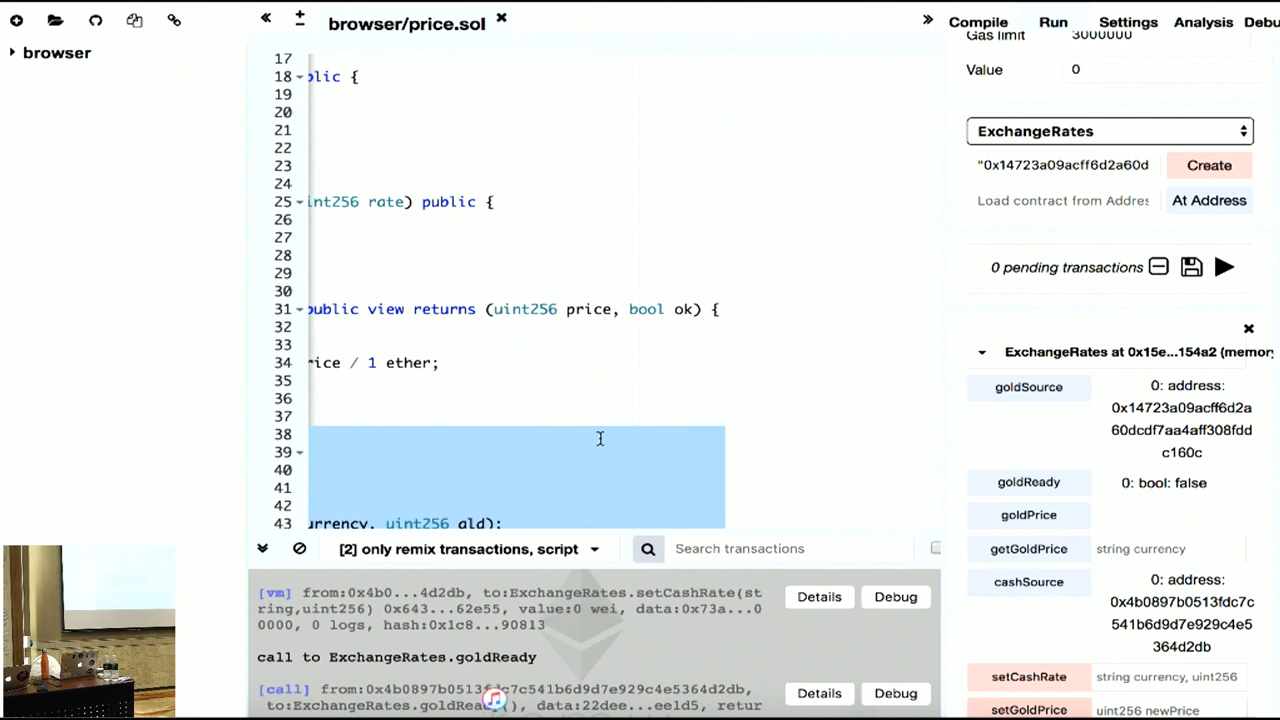 browser/price.sol
Compile Run Settings Analysis Debu
browser
17
18 blic {
19
20
21
22
23
24
25 int256 rate) public {
26
27
28
29
30
31 public view returns (uint256 price, bool ok) {
32
33
34 rice / 1 ether;
35
36
37
38
39
40
41
42
43 urrency, uint256 gld);
[2] only remix transactions, script
Search transactions
[vm] from:0x4b0...4d2db, to:ExchangeRates.setCashRate(st
ring,uint256) 0x643...62e55, value:0 wei, data:0x73a...0
0000, 0 logs, hash:0x1c8...90813
Details Debug
call to ExchangeRates.goldReady
[call] from:0x4b0897b0513fdc7c541b6d9d7e929c4e5364d2db,
to:ExchangeRates.goldReady(), data:22dee...ee1d5, retur
Details Debug
Gas limit 3000000
Value 0
ExchangeRates
"0x14723a09acff6d2a60d Create
Load contract from Addres At Address
0 pending transactions
ExchangeRates at 0x15e...154a2 (memory
goldSource 0: address:
0x14723a09acff6d2a
60dcdf7aa4aff308fdd
c160c
goldReady 0: bool: false
goldPrice
getGoldPrice string currency
cashSource 0: address:
0x4b0897b0513fdc7c
541b6d9d7e929c4e5
364d2db
setCashRate string currency, uint256
setGoldPrice uint256 newPrice